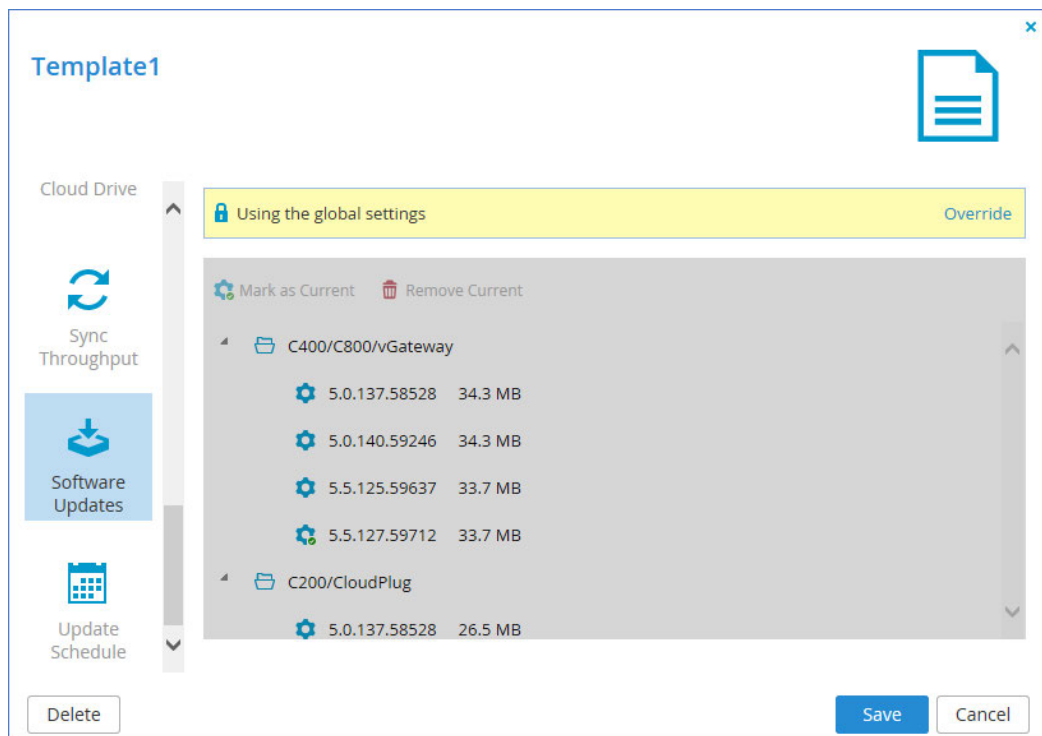 Template1
Cloud Drive
Sync
Throughput
Software
Updates
Update
Schedule
Using the global settings Override
Mark as Current Remove Current
C400/C800/vGateway
5.0.137.58528 34.3 MB
5.0.140.59246 34.3 MB
5.5.125.59637 33.7 MB
5.5.127.59712 33.7 MB
C200/CloudPlug
5.0.137.58528 26.5 MB
Delete Save Cancel